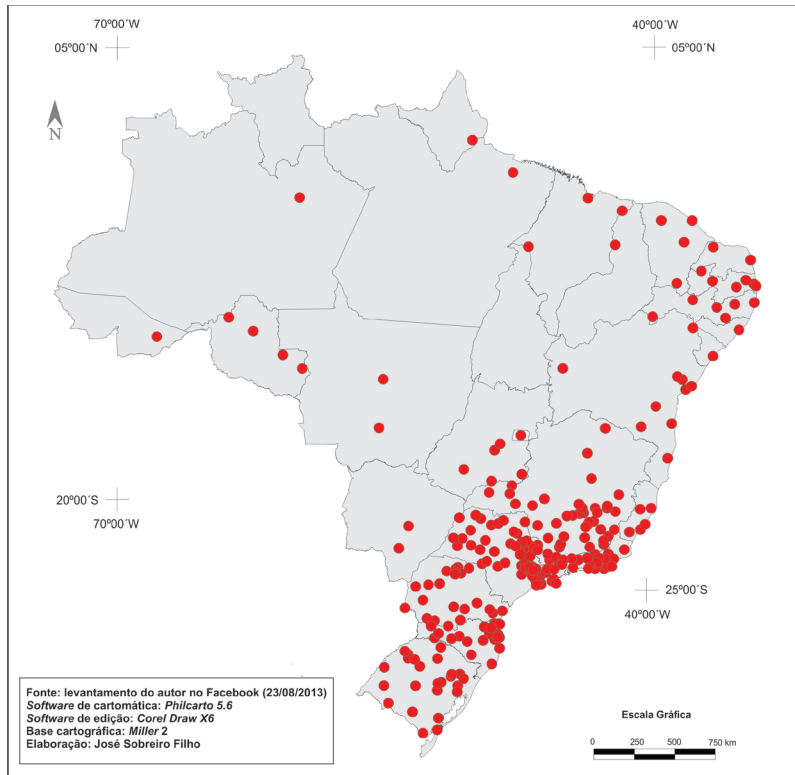 70º00´00´´W 40º00´00´´W
05º00´N 05º00´N
N
20º00´´S
70º00´´W
25º00´´S
40º00´´W
Fonte: levantamento do autor no Facebook (23/08/2013)
Software de cartomática: Philcarto 5.6
Software de edição: Corel Draw X6
Base cartográfica: Miller 2
Elaboração: José Sobreiro Filho
Escala Gráfica
0 250 500 750 km